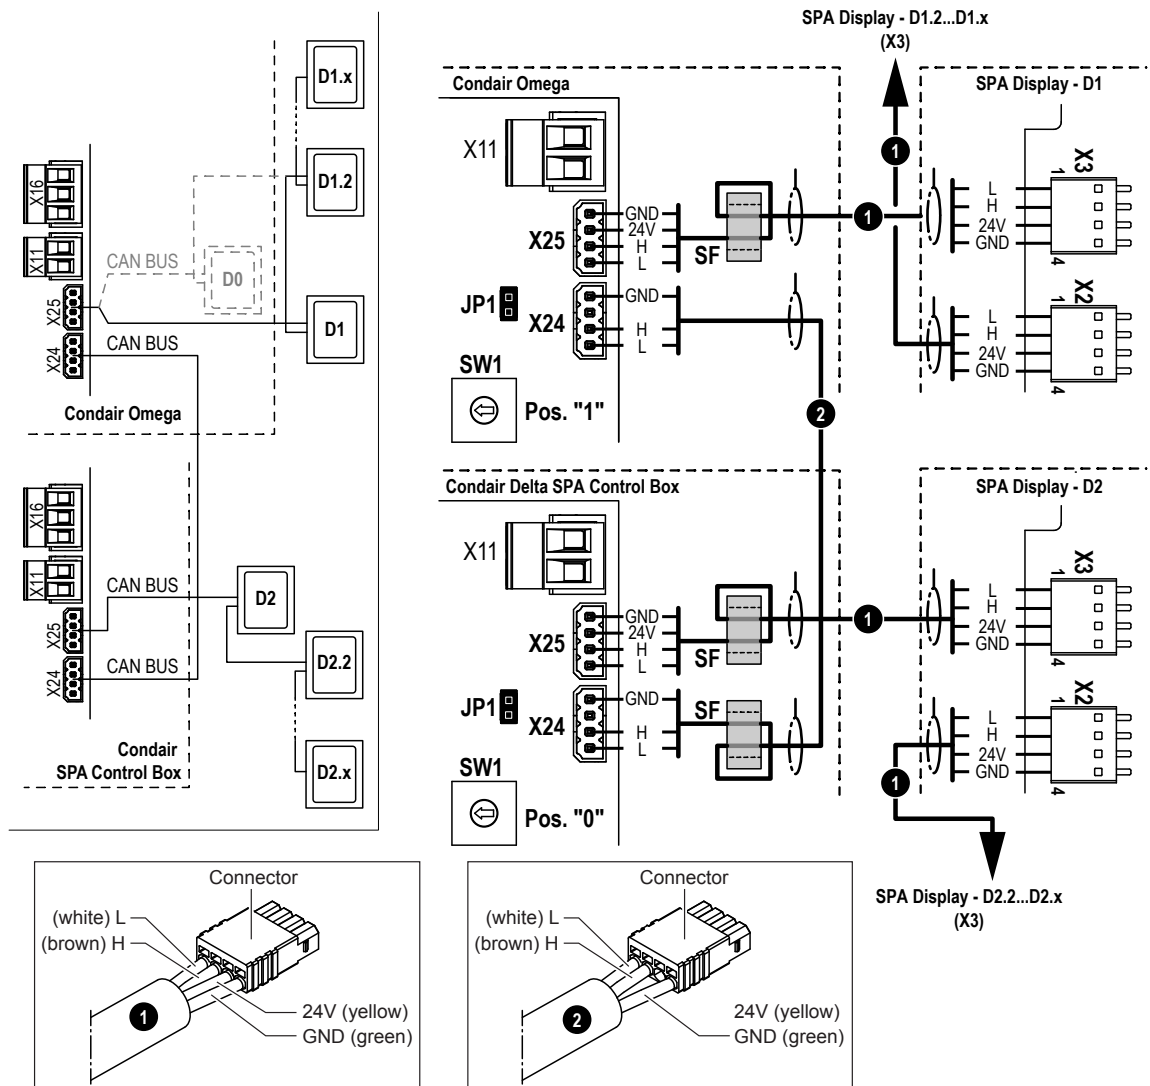 D1.x
D1.2
X16
X11
CAN BUS
D0
X25
D1
X24
CAN BUS
Condair Omega
X16
X11
CAN BUS
D2
X25
D2.2
X24
CAN BUS
Condair
SPA Control Box
D2.x
SPA Display - D1.2...D1.x
(X3)
Condair Omega
SPA Display - D1
X11
1
X3
1
L
H
24V
GND
4
X25
GND
24V
H
L
SF
1
JP1
X24
GND
H
L
X2
1
L
H
24V
GND
4
SW1
Pos. "1"
2
Condair Delta SPA Control Box
SPA Display - D2
X11
X3
1
L
H
24V
GND
4
X25
GND
24V
H
L
SF
1
JP1
X24
GND
H
L
SF
X2
1
L
H
24V
GND
4
1
SW1
Pos. "0"
SPA Display - D2.2...D2.x
(X3)
Connector
(white) L
(brown) H
1
24V (yellow)
GND (green)
Connector
(white) L
(brown) H
2
24V (yellow)
GND (green)